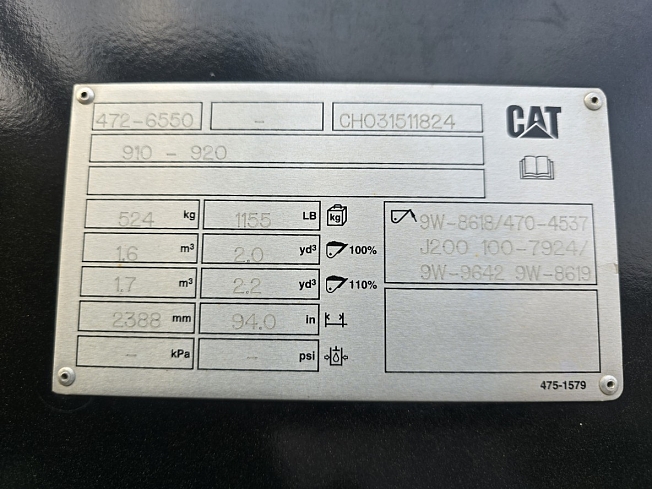 472-6550 - CH031511824 CAT
910 - 920
524 kg 1155 LB kg
1.6 m³ 2.0 yd³ 100%
1.7 m³ 2.2 yd³ 110%
2388 mm 94.0 in
- kPa - psi
9W-8618/470-4537
J200 100-7924/
9W-9642 9W-8619
475-1579